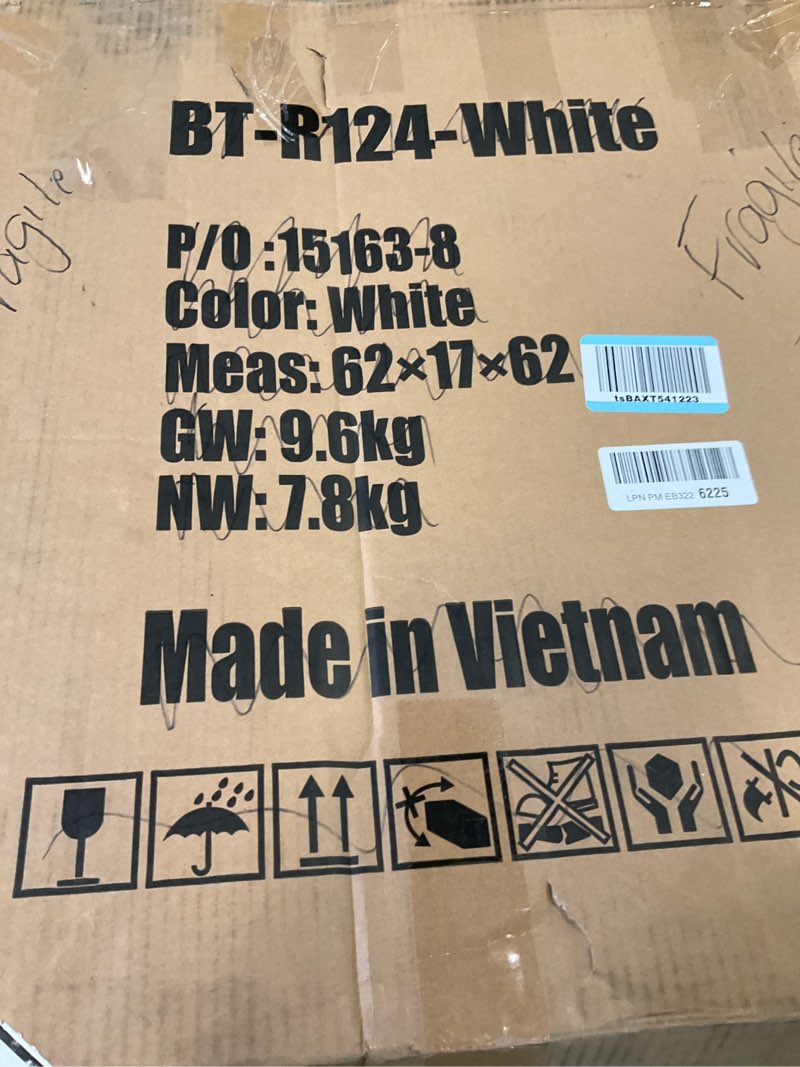 BT-R124-White
Fragile
P/O :15163-8
Color: White
Meas: 62×17×62
tsBAXT541223
GW: 9.6kg
LPN PM EB322 6225
NW: 7.8kg
Made in Vietnam